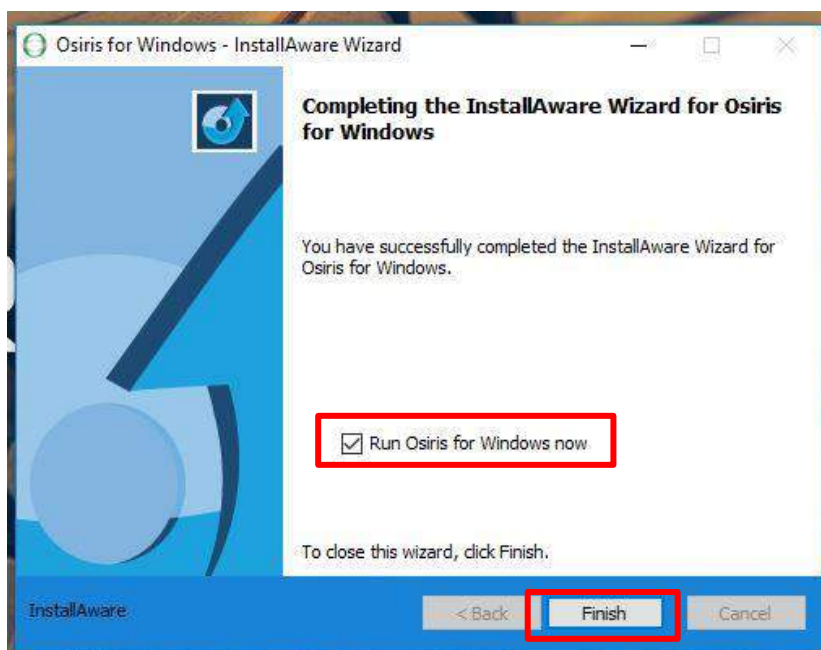 Osiris for Windows - InstallAware Wizard
Completing the InstallAware Wizard for Osiris
for Windows
You have successfully completed the InstallAware Wizard for
Osiris for Windows.
Run Osiris for Windows now
To close this wizard, click Finish.
InstallAware
< Back
Finish
Cancel